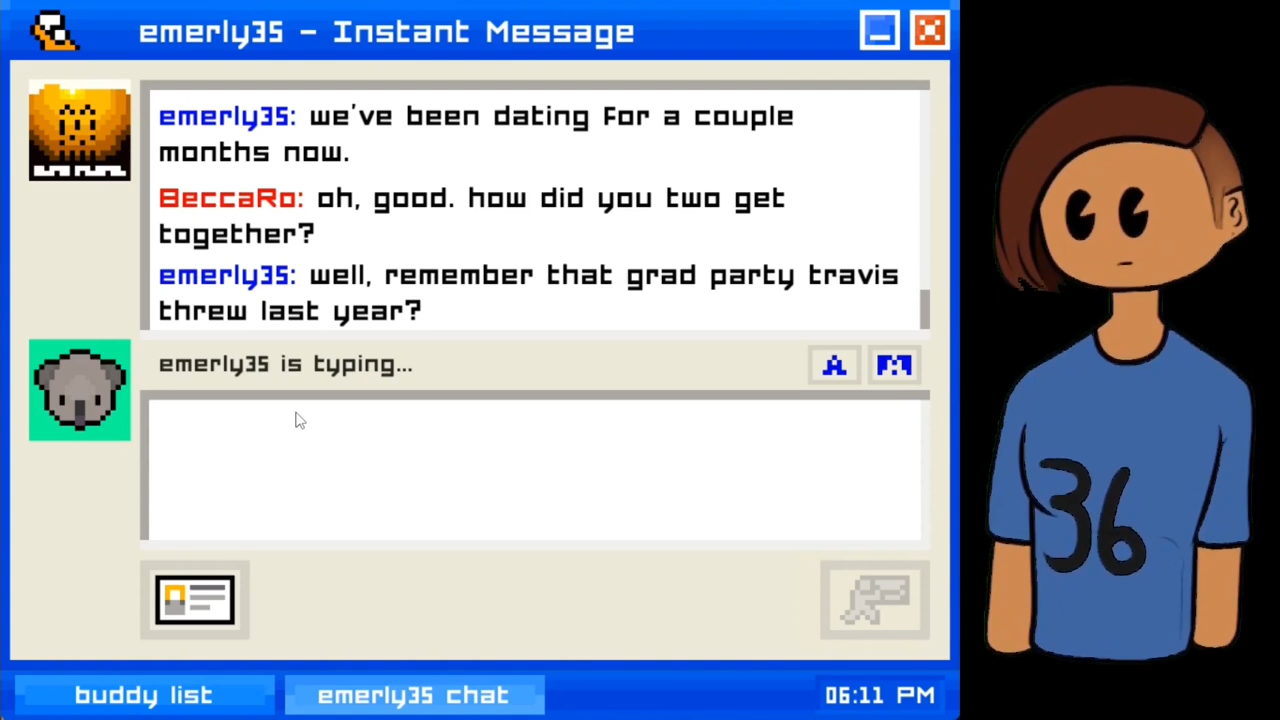 emerly35 - Instant Message
emerly35: we've been dating for a couple
months now.
BeccaRo: oh, good. how did you two get
together?
emerly35: well, remember that grad party travis
threw last year?
emerly35 is typing...
A
36
buddy list
emerly35 chat
06:11 PM